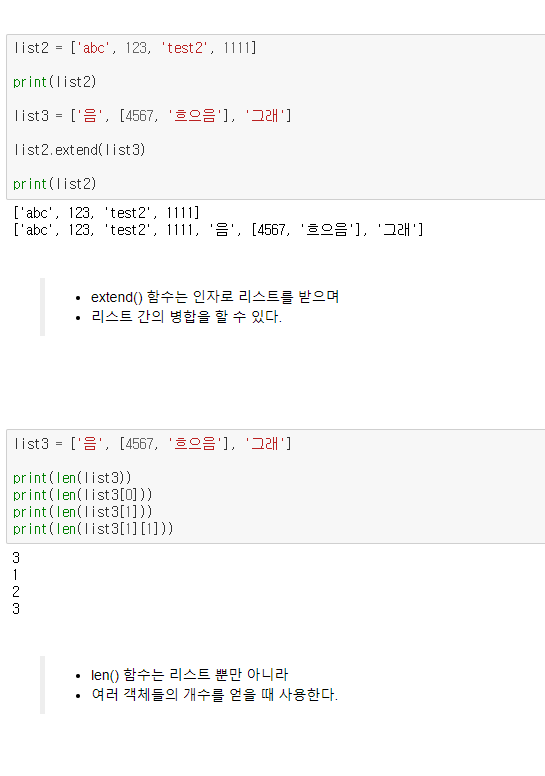 list2 = ['abc', 123, 'test2', 1111]
print(list2)
list3 = ['음', [4567, '흐으음'], '그래']
list2.extend(list3)
print(list2)
['abc', 123, 'test2', 1111]
['abc', 123, 'test2', 1111, '음', [4567, '흐으음'], '그래']
• extend() 함수는 인자로 리스트를 받으며
• 리스트 간의 병합을 할 수 있다.
list3 = ['음', [4567, '흐으음'], '그래']
print(len(list3))
print(len(list3[0]))
print(len(list3[1]))
print(len(list3[1][1]))
3
1
2
3
• len() 함수는 리스트 뿐만 아니라
• 여러 객체들의 개수를 얻을 때 사용한다.